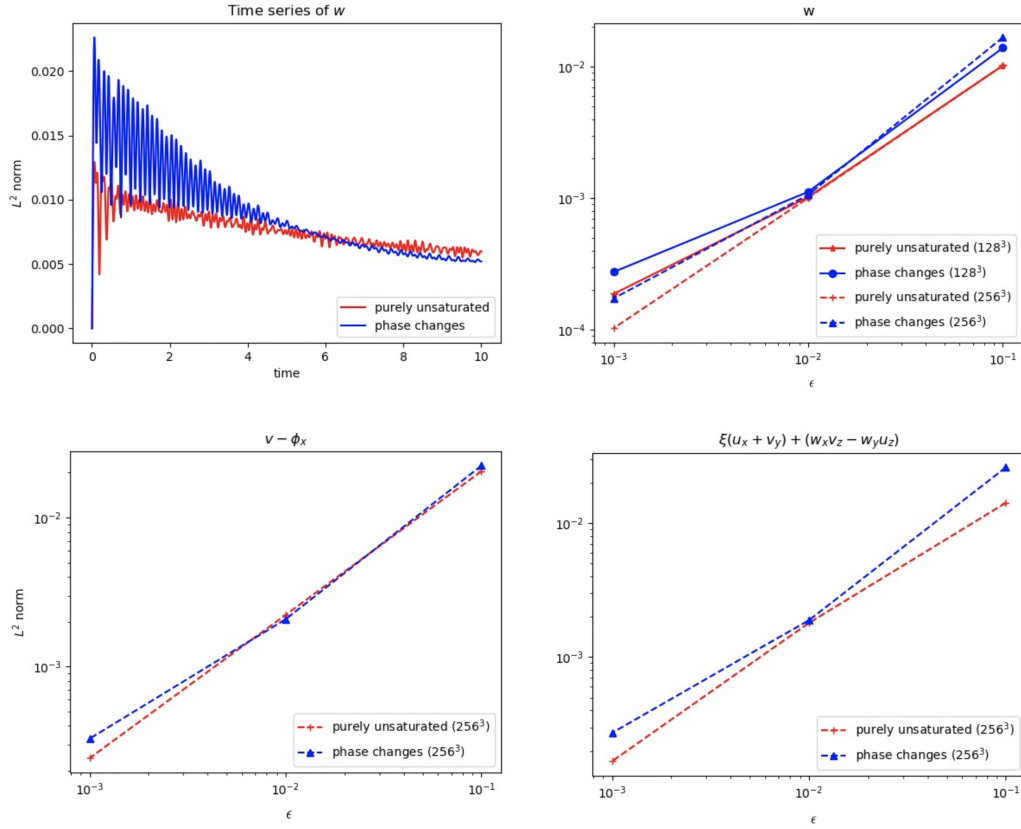 Time series of w
L² norm
0.020
0.015
0.010
0.005
0.000
0 2 4 6 8 10
time
purely unsaturated
phase changes
w
10⁻²
10⁻³
10⁻⁴
10⁻³ 10⁻² 10⁻¹
ϵ
purely unsaturated (128³)
phase changes (128³)
purely unsaturated (256³)
phase changes (256³)
v − ϕₓ
L² norm
10⁻²
10⁻³
10⁻³ 10⁻² 10⁻¹
ϵ
purely unsaturated (256³)
phase changes (256³)
ξ(u_x + v_y) + (w_xv_z − w_yu_z)
10⁻²
10⁻³
10⁻³ 10⁻² 10⁻¹
ϵ
purely unsaturated (256³)
phase changes (256³)